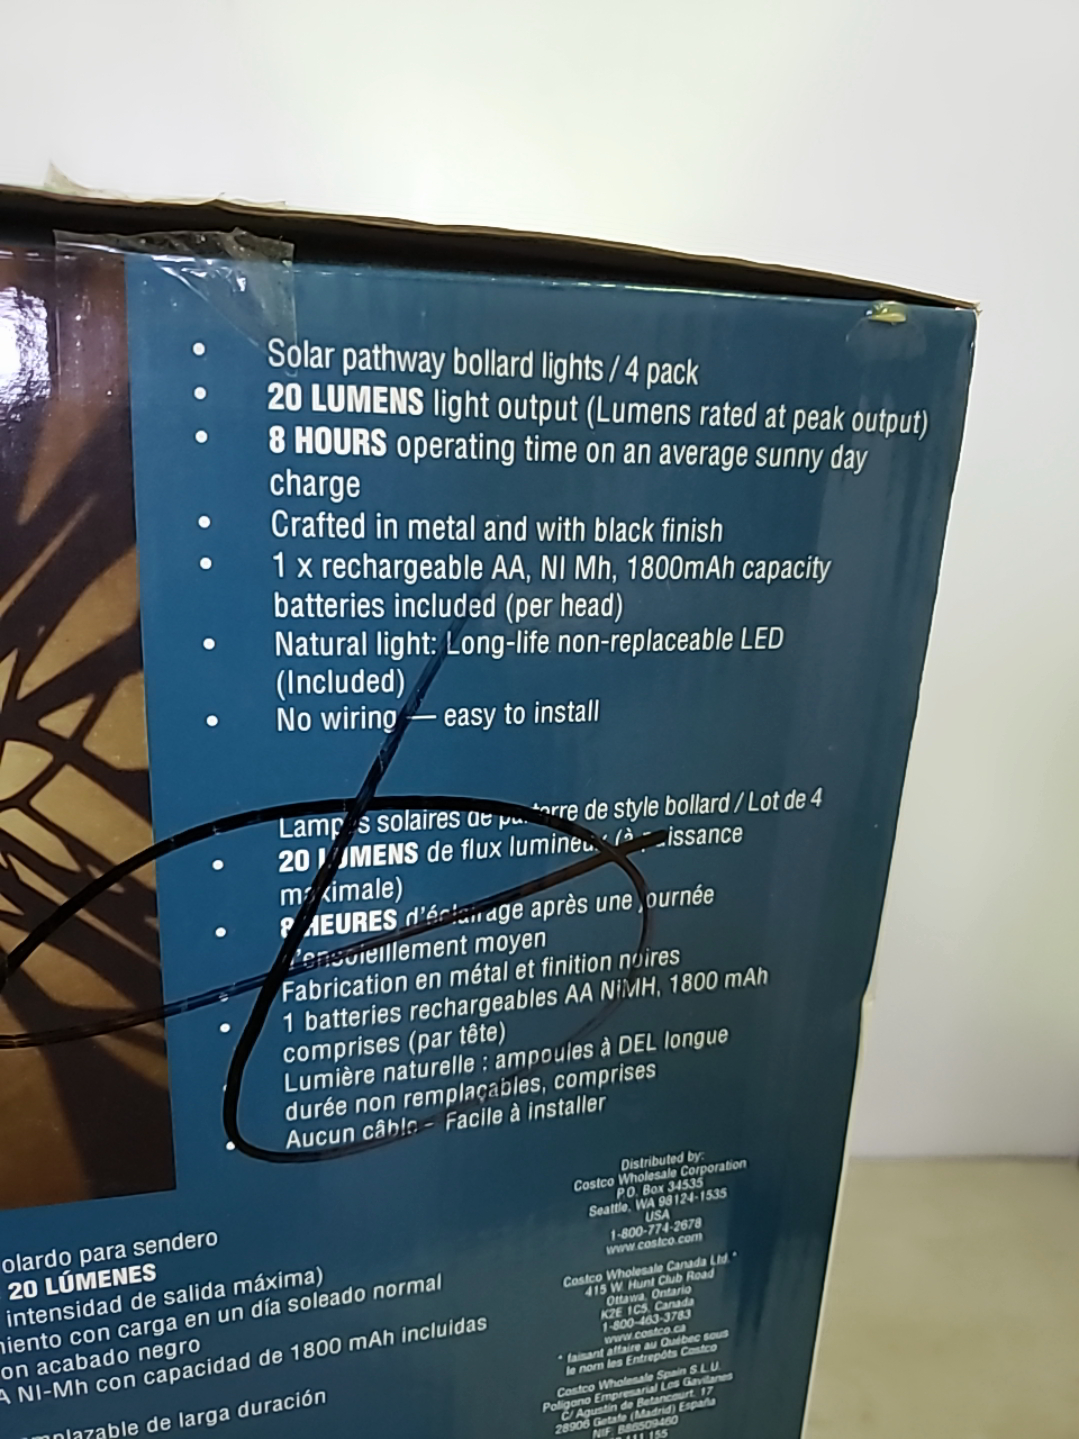 Solar pathway bollard lights / 4 pack
20 LUMENS light output (Lumens rated at peak output)
8 HOURS operating time on an average sunny day
charge
Crafted in metal and with black finish
1 x rechargeable AA, NI Mh, 1800mAh capacity
batteries included (per head)
Natural light: Long-life non-replaceable LED
(Included)
No wiring — easy to install
Lampes solaires de parterre de style bollard / Lot de 4
20 LUMENS de flux lumineux (à puissance
maximale)
8 HEURES d'éclairage après une journée
d'ensoleillement moyen
Fabrication en métal et finition noires
1 batteries rechargeables AA NiMH, 1800 mAh
comprises (par tête)
Lumière naturelle : ampoules à DEL longue
durée non remplaçables, comprises
Aucun câble – Facile à installer
olardo para sendero
20 LÚMENES
intensidad de salida máxima)
miento con carga en un día soleado normal
on acabado negro
A NI-Mh con capacidad de 1800 mAh incluidas
mplazable de larga duración
Distributed by:
Costco Wholesale Corporation
P.O. Box 34535
Seattle, WA 98124-1535
USA
1-800-774-2678
www.costco.com
Costco Wholesale Canada Ltd.*
415 W. Hunt Club Road
Ottawa, Ontario
K2E 1C5, Canada
1-800-463-3783
www.costco.ca
* faisant affaire au Québec sous
le nom les Entrepôts Costco
Costco Wholesale Spain S.L.U.
Polígono Empresarial Los Gavilanes
C/ Agustín de Betancourt, 17
28906 Getafe (Madrid) España
NIF: B86509460